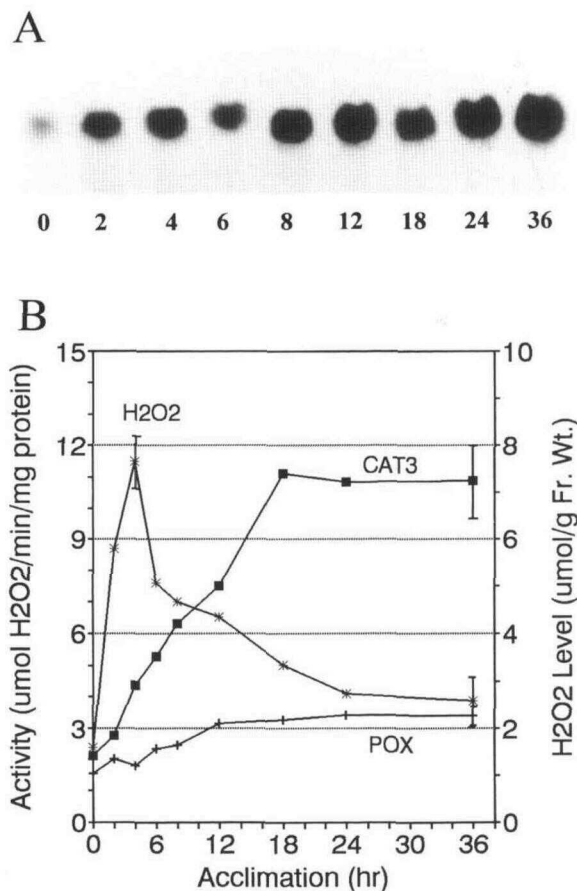 A
0 2 4 6 8 12 18 24 36
B
Activity (umol H2O2/min/mg protein)
15
12
9
6
3
0
H2O2
CAT3
POX
10
8
6
4
2
0
H2O2 Level (umol/g Fr. Wt.)
0 6 12 18 24 30 36
Acclimation (hr)